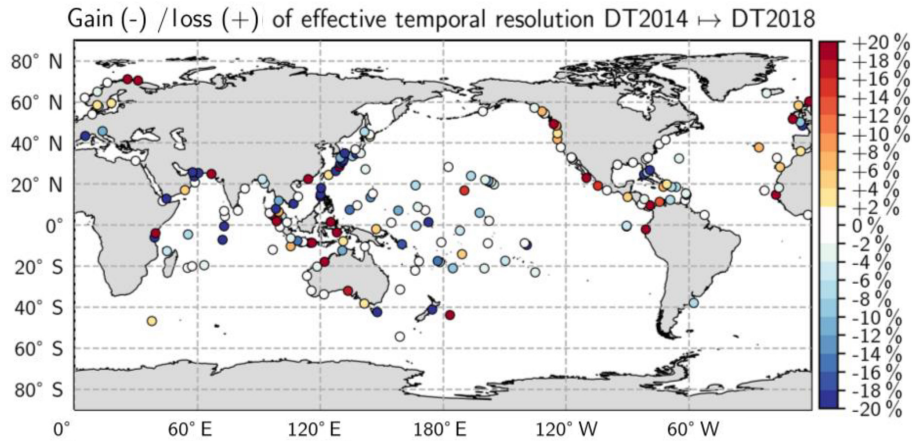 Gain (-) / loss (+) of effective temporal resolution DT2014 ↦ DT2018
80° N
60° N
40° N
20° N
0°
20° S
40° S
60° S
80° S
0°
60° E
120° E
180° E
120° W
60° W
+20 %
+18 %
+16 %
+14 %
+12 %
+10 %
+8 %
+6 %
+4 %
+2 %
0 %
-2 %
-4 %
-6 %
-8 %
-10 %
-12 %
-14 %
-16 %
-18 %
-20 %